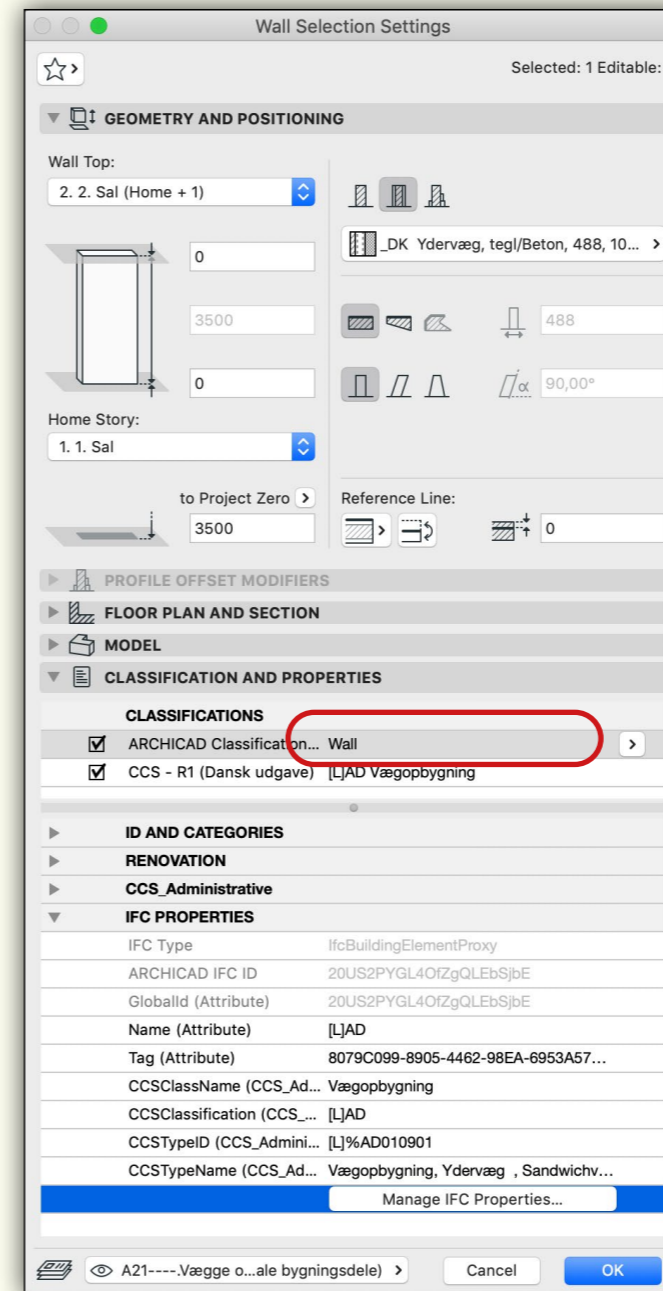 Wall Selection Settings
Selected: 1 Editable:
GEOMETRY AND POSITIONING
Wall Top:
2. 2. Sal (Home + 1)
_DK Ydervæg, tegl/Beton, 488, 10...
0
3500
488
0
α 90,00°
Home Story:
1. 1. Sal
to Project Zero
Reference Line:
3500
0
PROFILE OFFSET MODIFIERS
FLOOR PLAN AND SECTION
MODEL
CLASSIFICATION AND PROPERTIES
CLASSIFICATIONS
ARCHICAD Classification... Wall
CCS - R1 (Dansk udgave) [L]AD Vægopbygning
ID AND CATEGORIES
RENOVATION
CCS_Administrative
IFC PROPERTIES
IFC Type IfcBuildingElementProxy
ARCHICAD IFC ID 20US2PYGL4OfZgQLEbSjbE
GlobalId (Attribute) 20US2PYGL4OfZgQLEbSjbE
Name (Attribute) [L]AD
Tag (Attribute) 8079C099-8905-4462-98EA-6953A57...
CCSClassName (CCS_Ad... Vægopbygning
CCSClassification (CCS_... [L]AD
CCSTypeID (CCS_Admini... [L]%AD010901
CCSTypeName (CCS_Ad... Vægopbygning, Ydervæg , Sandwichv...
Manage IFC Properties...
A21----.Vægge o...ale bygningsdele)
Cancel
OK